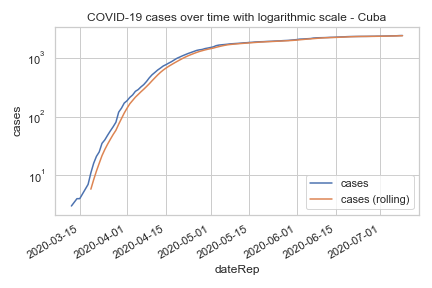 COVID-19 cases over time with logarithmic scale - Cuba
cases
10³
10²
10¹
cases
cases (rolling)
2020-03-15
2020-04-01
2020-04-15
2020-05-01
2020-05-15
2020-06-01
2020-06-15
2020-07-01
dateRep